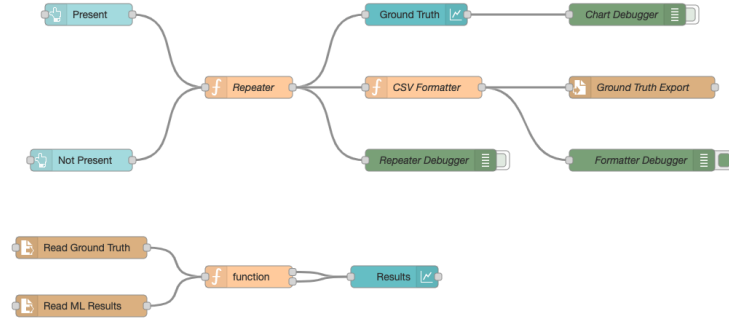 Present
Ground Truth
Chart Debugger
Repeater
CSV Formatter
Ground Truth Export
Not Present
Repeater Debugger
Formatter Debugger
Read Ground Truth
function
Results
Read ML Results